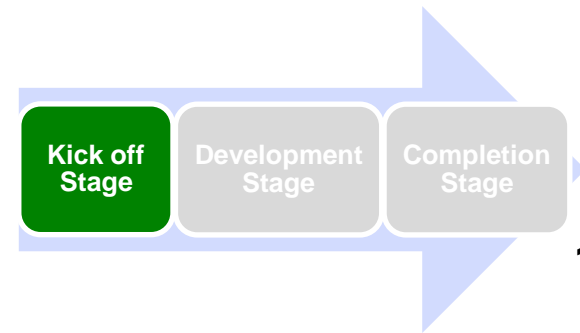 Kick off
Stage
Development
Stage
Completion
Stage